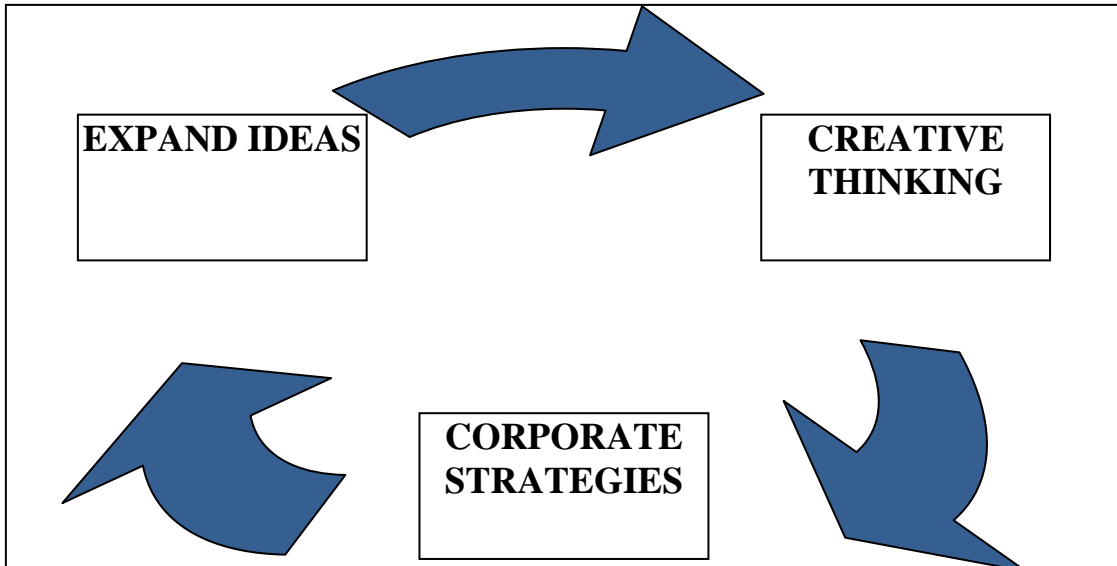 EXPAND IDEAS
CREATIVE
THINKING
CORPORATE
STRATEGIES